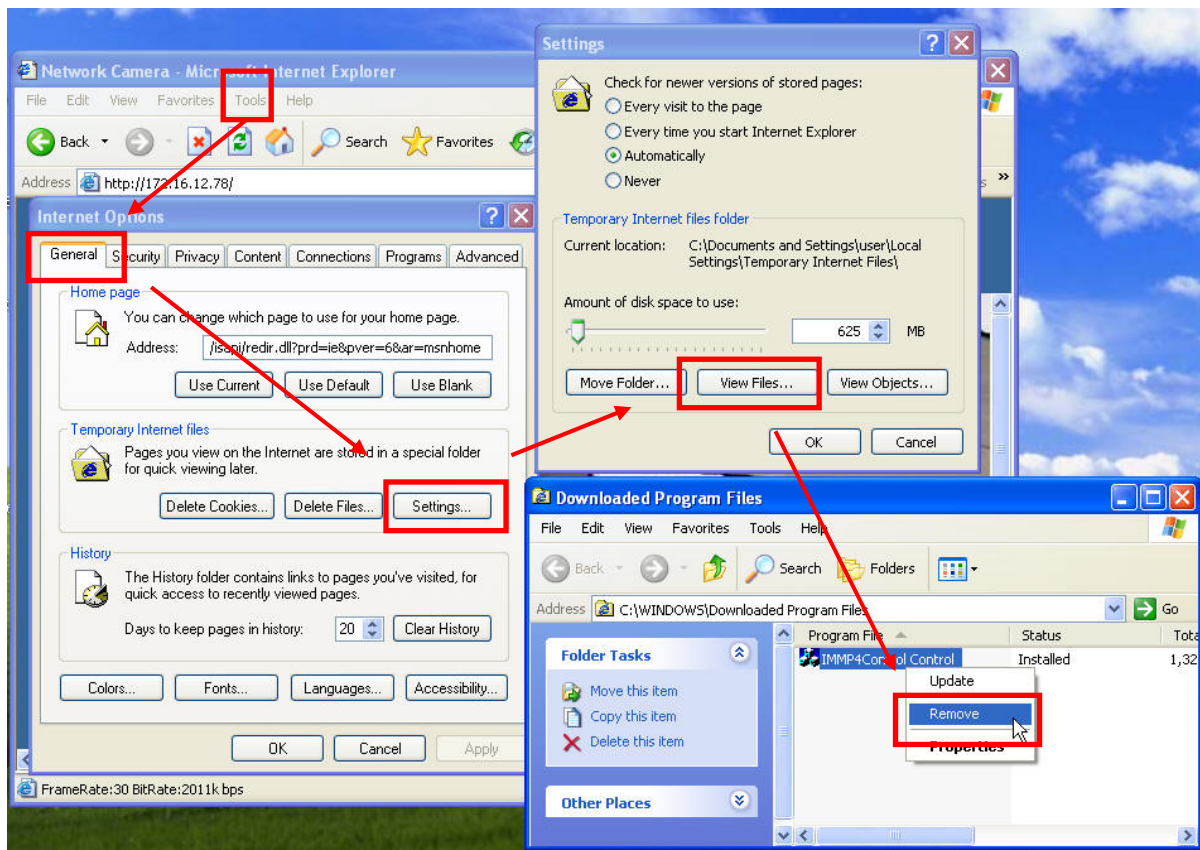 Network Camera - Microsoft Internet Explorer
File Edit View Favorites Tools Help
Back Search Favorites
Address http://172.16.12.78/
s »
Internet Options
General Security Privacy Content Connections Programs Advanced
Home page
You can change which page to use for your home page.
Address: /isapi/redir.dll?prd=ie&pver=6&ar=msnhome
Use Current Use Default Use Blank
Temporary Internet files
Pages you view on the Internet are stored in a special folder
for quick viewing later.
Delete Cookies... Delete Files... Settings...
History
The History folder contains links to pages you've visited, for
quick access to recently viewed pages.
Days to keep pages in history: 20 Clear History
Colors... Fonts... Languages... Accessibility...
OK Cancel Apply
FrameRate:30 BitRate:2011k bps
Settings
Check for newer versions of stored pages:
Every visit to the page
Every time you start Internet Explorer
Automatically
Never
Temporary Internet files folder
Current location: C:\Documents and Settings\user\Local
Settings\Temporary Internet Files\
Amount of disk space to use:
625 MB
Move Folder... View Files... View Objects...
OK Cancel
Downloaded Program Files
File Edit View Favorites Tools Help
Back Search Folders
Address C:\WINDOWS\Downloaded Program Files Go
Folder Tasks
Move this item
Copy this item
Delete this item
Other Places
Program File Status Tota
IMMP4Control Control Installed 1,32
Update
Remove
Properties